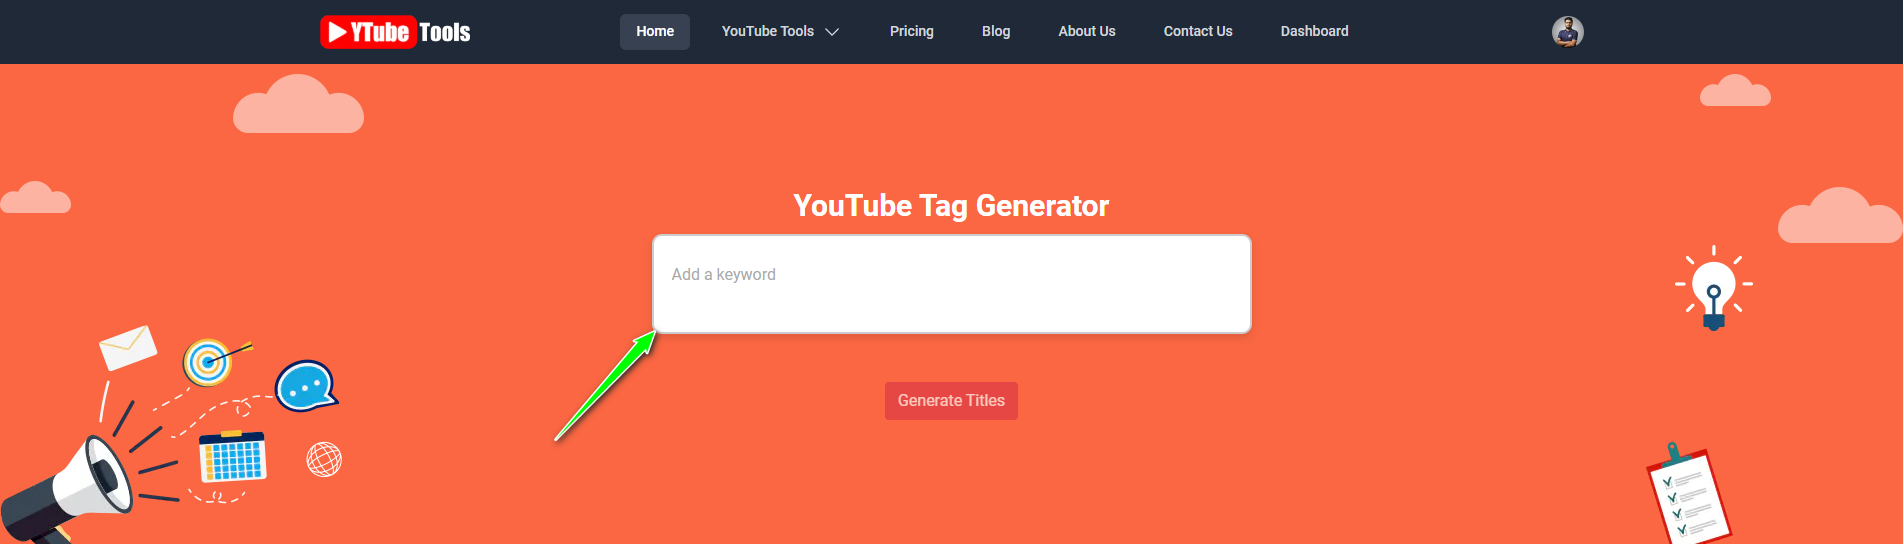 YTube Tools
Home
YouTube Tools
Pricing
Blog
About Us
Contact Us
Dashboard
YouTube Tag Generator
Add a keyword
Generate Titles